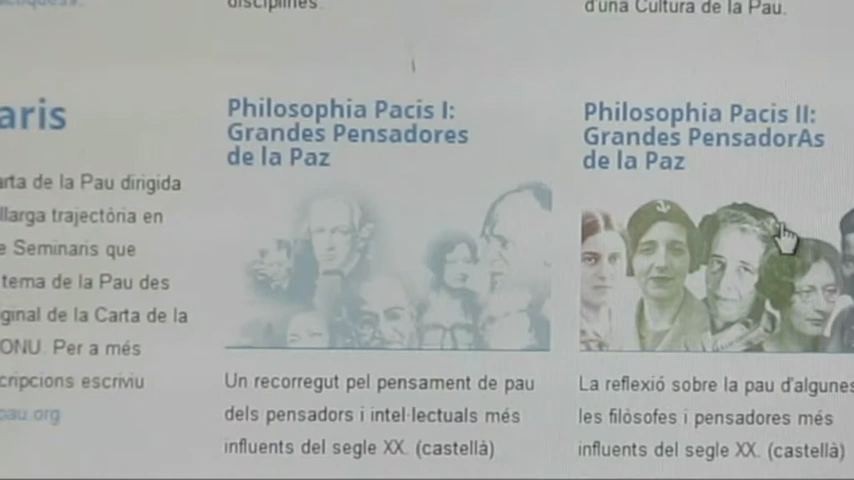 disciplines.
d'una Cultura de la Pau.
aris
arta de la Pau dirigida
llarga trajectòria en
e Seminaris que
tema de la Pau des
ginal de la Carta de la
ONU. Per a més
cripcions escriviu
pau.org
Philosophia Pacis I:
Grandes Pensadores
de la Paz
Un recorregut pel pensament de pau
dels pensadors i intel·lectuals més
influents del segle XX. (castellà)
Philosophia Pacis II:
Grandes PensadorAs
de la Paz
La reflexió sobre la pau d'algunes
les filòsofes i pensadores més
influents del segle XX. (castellà)